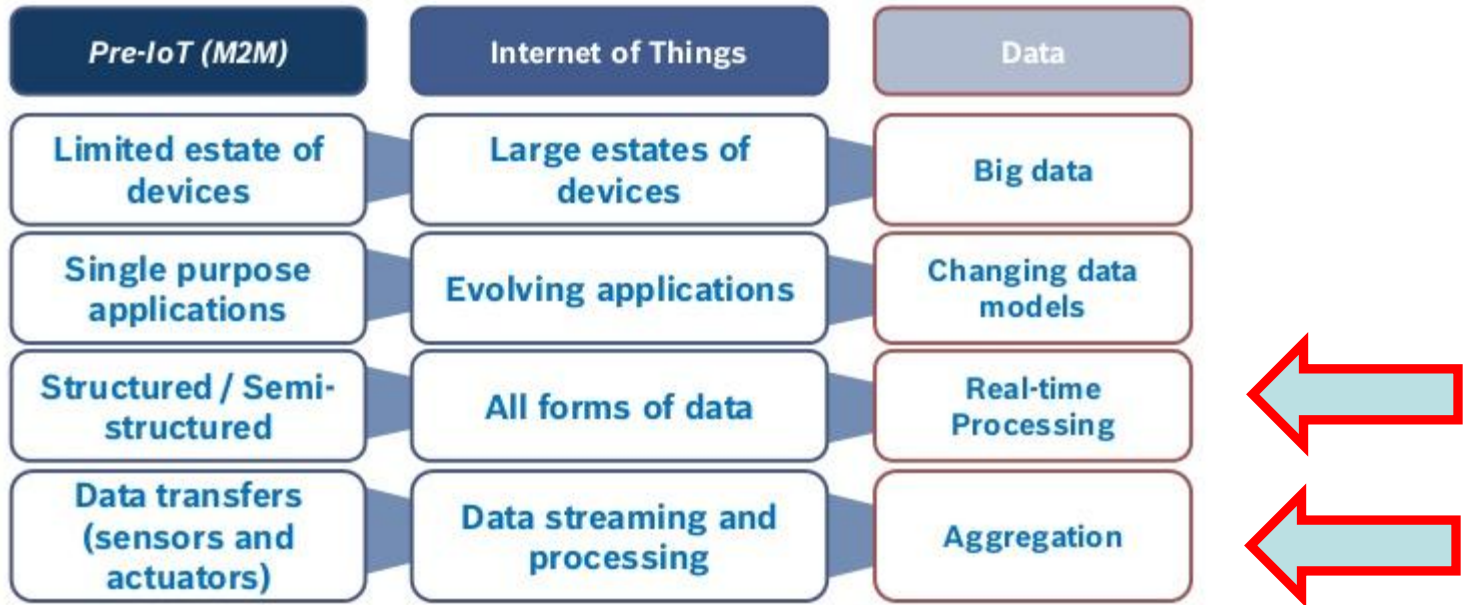 Pre-IoT (M2M)
Internet of Things
Data
Limited estate of
devices
Large estates of
devices
Big data
Single purpose
applications
Evolving applications
Changing data
models
Structured / Semi-
structured
All forms of data
Real-time
Processing
Data transfers
(sensors and
actuators)
Data streaming and
processing
Aggregation